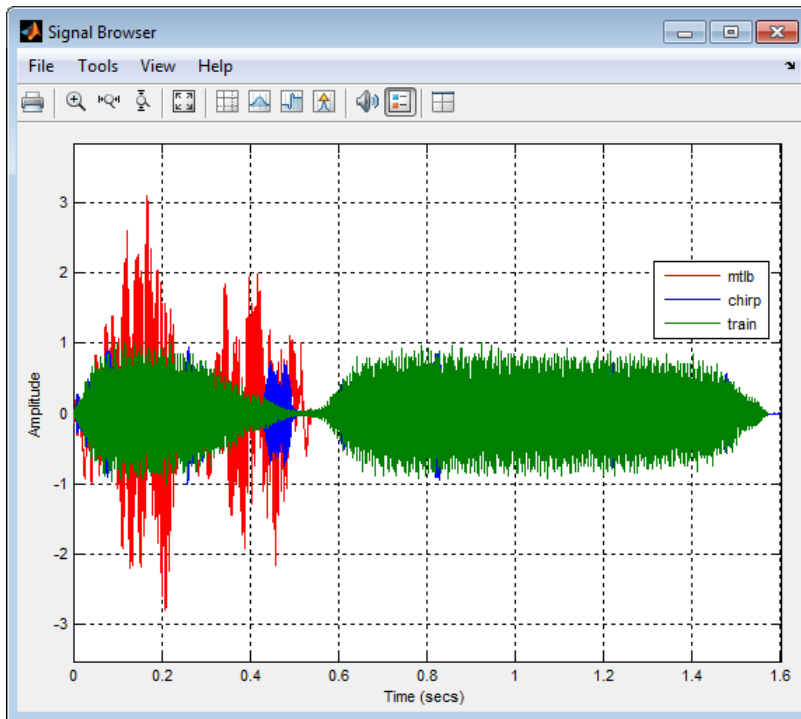 Signal Browser
File Tools View Help
3
2
1
0
-1
-2
-3
Amplitude
mtlb
chirp
train
0 0.2 0.4 0.6 0.8 1 1.2 1.4 1.6
Time (secs)